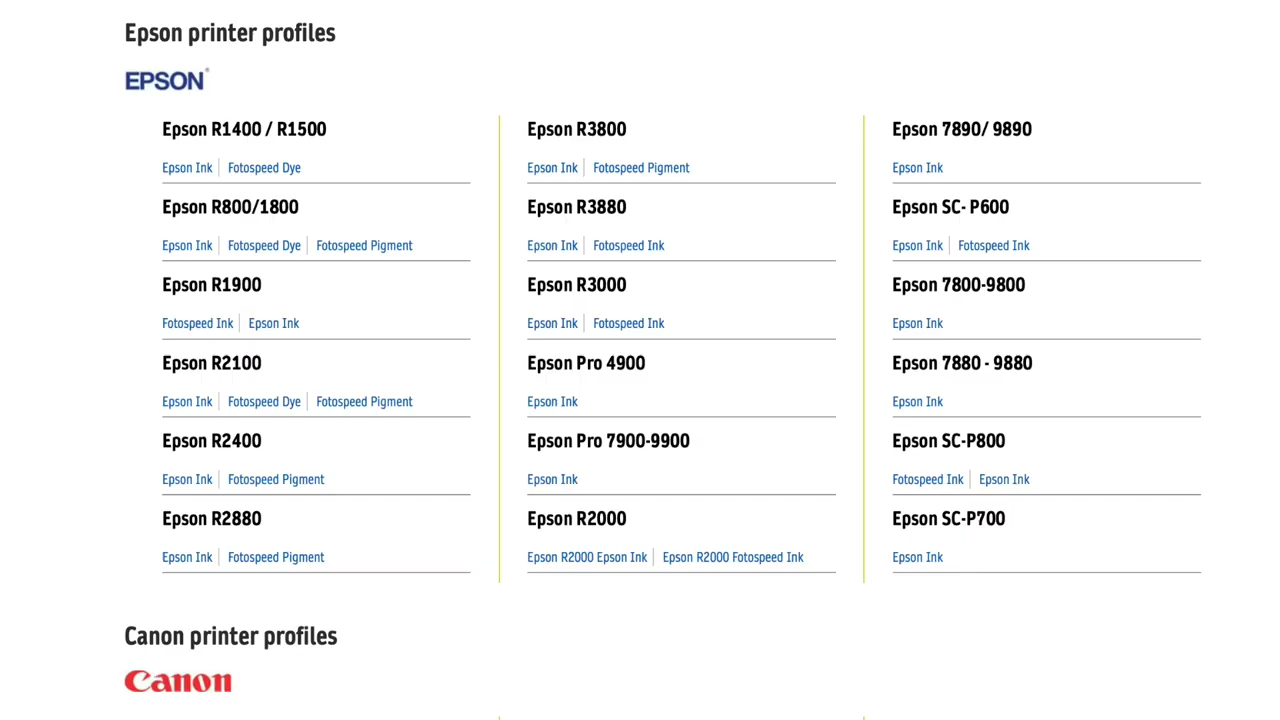 Epson printer profiles
EPSON®
Epson R1400 / R1500
Epson Ink | Fotospeed Dye
Epson R800/1800
Epson Ink | Fotospeed Dye | Fotospeed Pigment
Epson R1900
Fotospeed Ink | Epson Ink
Epson R2100
Epson Ink | Fotospeed Dye | Fotospeed Pigment
Epson R2400
Epson Ink | Fotospeed Pigment
Epson R2880
Epson Ink | Fotospeed Pigment
Epson R3800
Epson Ink | Fotospeed Pigment
Epson R3880
Epson Ink | Fotospeed Ink
Epson R3000
Epson Ink | Fotospeed Ink
Epson Pro 4900
Epson Ink
Epson Pro 7900-9900
Epson Ink
Epson R2000
Epson R2000 Epson Ink | Epson R2000 Fotospeed Ink
Epson 7890/ 9890
Epson Ink
Epson SC- P600
Epson Ink | Fotospeed Ink
Epson 7800-9800
Epson Ink
Epson 7880 - 9880
Epson Ink
Epson SC-P800
Fotospeed Ink | Epson Ink
Epson SC-P700
Epson Ink
Canon printer profiles
Canon